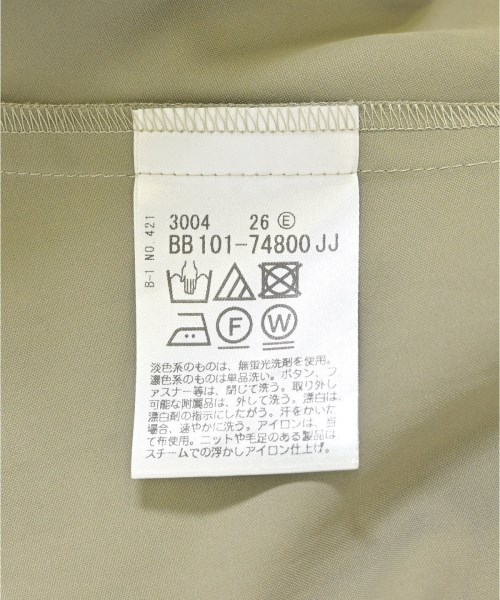 3004 26 Ⓔ
BB101-74800JJ
B-1 NO.421
F W
淡色系のものは、無蛍光洗剤を使用。
濃色系のものは単品洗い。ボタン、フ
ァスナー等は、閉じて洗う。取り外し
可能な附属品は、外して洗う。漂白は、
漂白剤の指示にしたがう。汗をかいた
場合、速やかに洗う。アイロンは、当
て布使用。ニットや毛足のある製品は
スチームでの浮かしアイロン仕上げ。